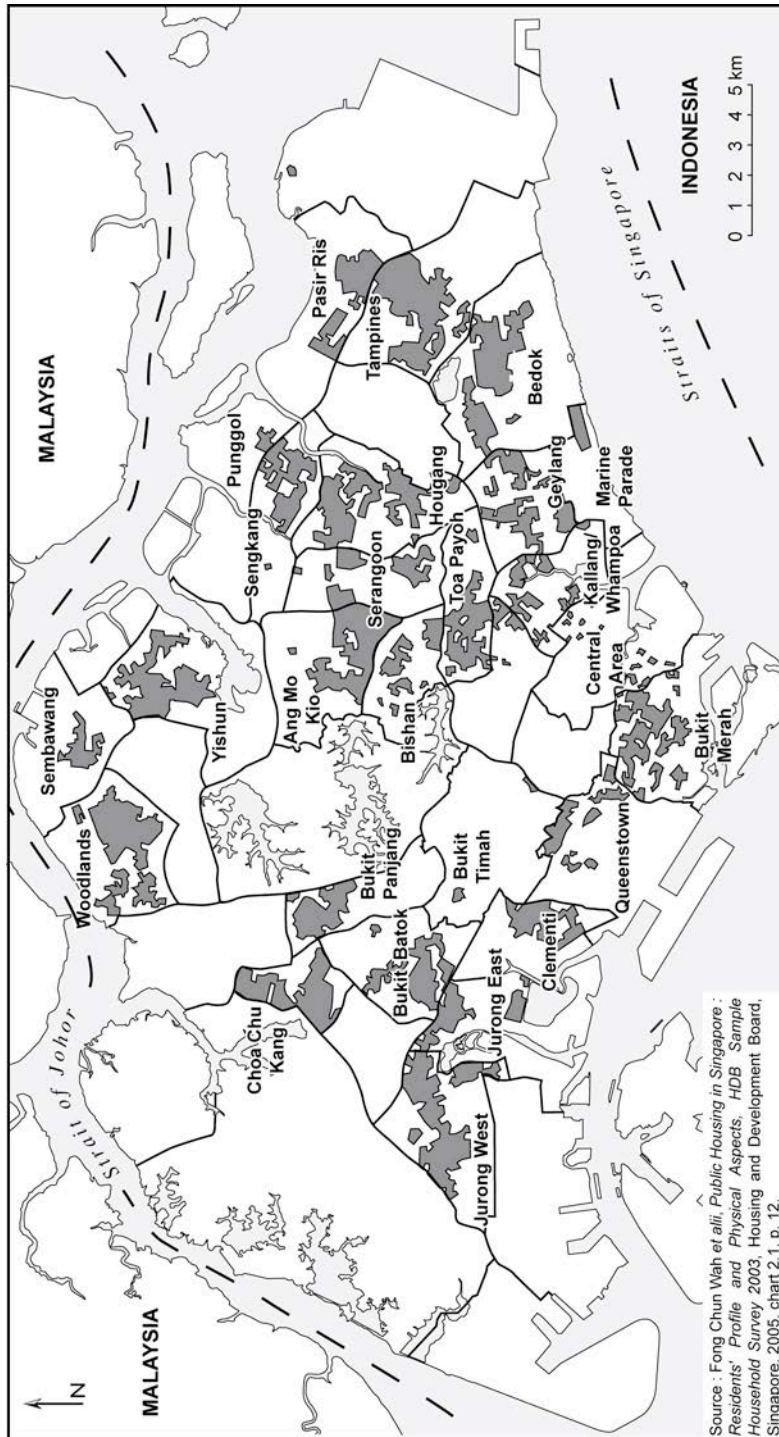 MALAYSIA
MALAYSIA
INDONESIA
Strait of Johor
Straits of Singapore
N
Sembawang
Woodlands
Yishun
Punggol
Sengkang
Pasir Ris
Tampines
Choa Chu
Kang
Bukit
Panjang
Ang Mo
Kio
Serangoon
Hougang
Bishan
Toa Payoh
Bukit Batok
Bukit
Timah
Bedok
Geylang
Marine
Parade
Kallang/
Whampoa
Central
Area
Jurong West
Jurong East
Clementi
Queenstown
Bukit
Merah
0 1 2 3 4 5 km
Source : Fong Chun Wah et alii, Public Housing in Singapore :
Residents' Profile and Physical Aspects, HDB Sample
Household Survey 2003, Housing and Development Board,
Singapore, 2005, chart 2.1, p. 12.